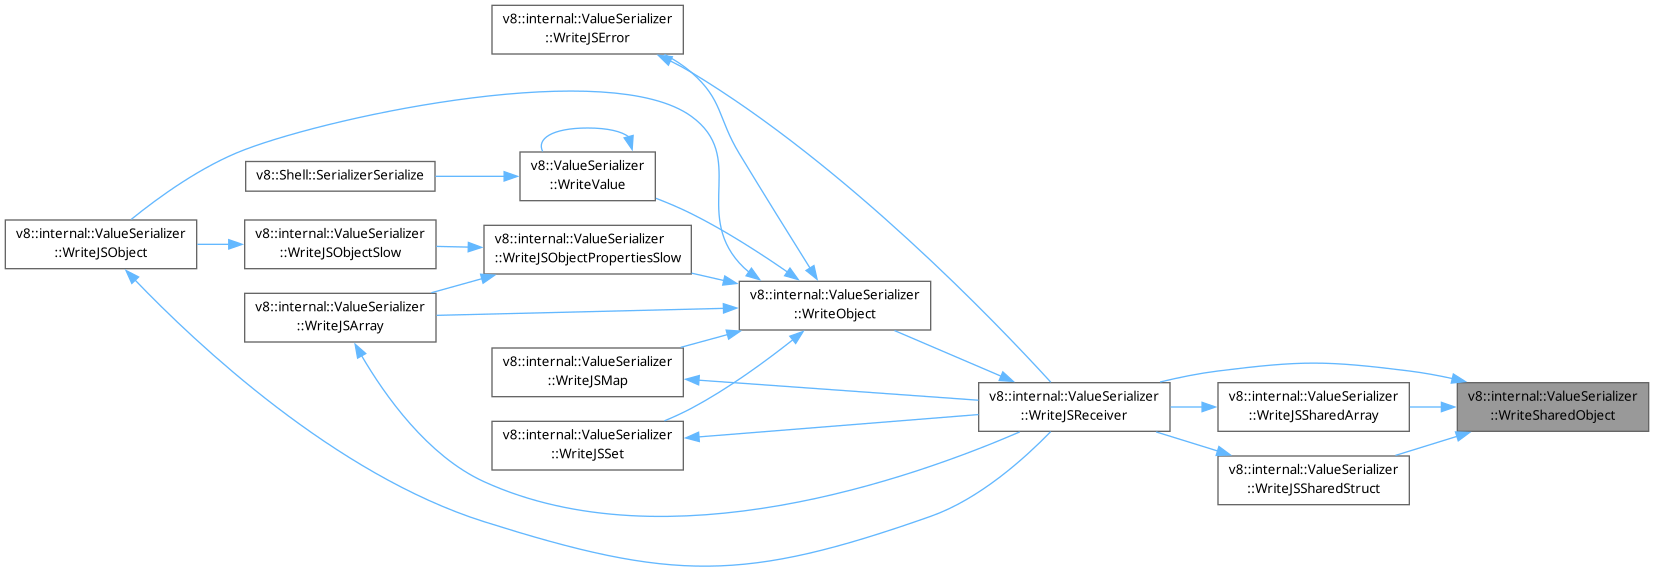 v8::internal::ValueSerializer
::WriteJSError
v8::ValueSerializer
::WriteValue
v8::Shell::SerializerSerialize
v8::internal::ValueSerializer
::WriteJSObject
v8::internal::ValueSerializer
::WriteJSObjectSlow
v8::internal::ValueSerializer
::WriteJSObjectPropertiesSlow
v8::internal::ValueSerializer
::WriteObject
v8::internal::ValueSerializer
::WriteJSArray
v8::internal::ValueSerializer
::WriteJSMap
v8::internal::ValueSerializer
::WriteJSReceiver
v8::internal::ValueSerializer
::WriteJSSharedArray
v8::internal::ValueSerializer
::WriteSharedObject
v8::internal::ValueSerializer
::WriteJSSet
v8::internal::ValueSerializer
::WriteJSSharedStruct